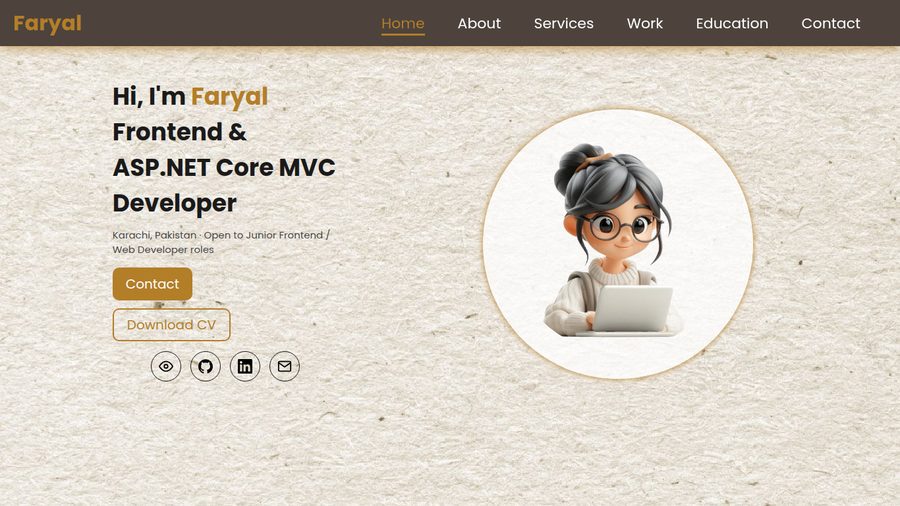 Faryal
Home About Services Work Education Contact
Hi, I'm Faryal
Frontend &
ASP.NET Core MVC
Developer
Karachi, Pakistan · Open to Junior Frontend /
Web Developer roles
Contact
Download CV
in